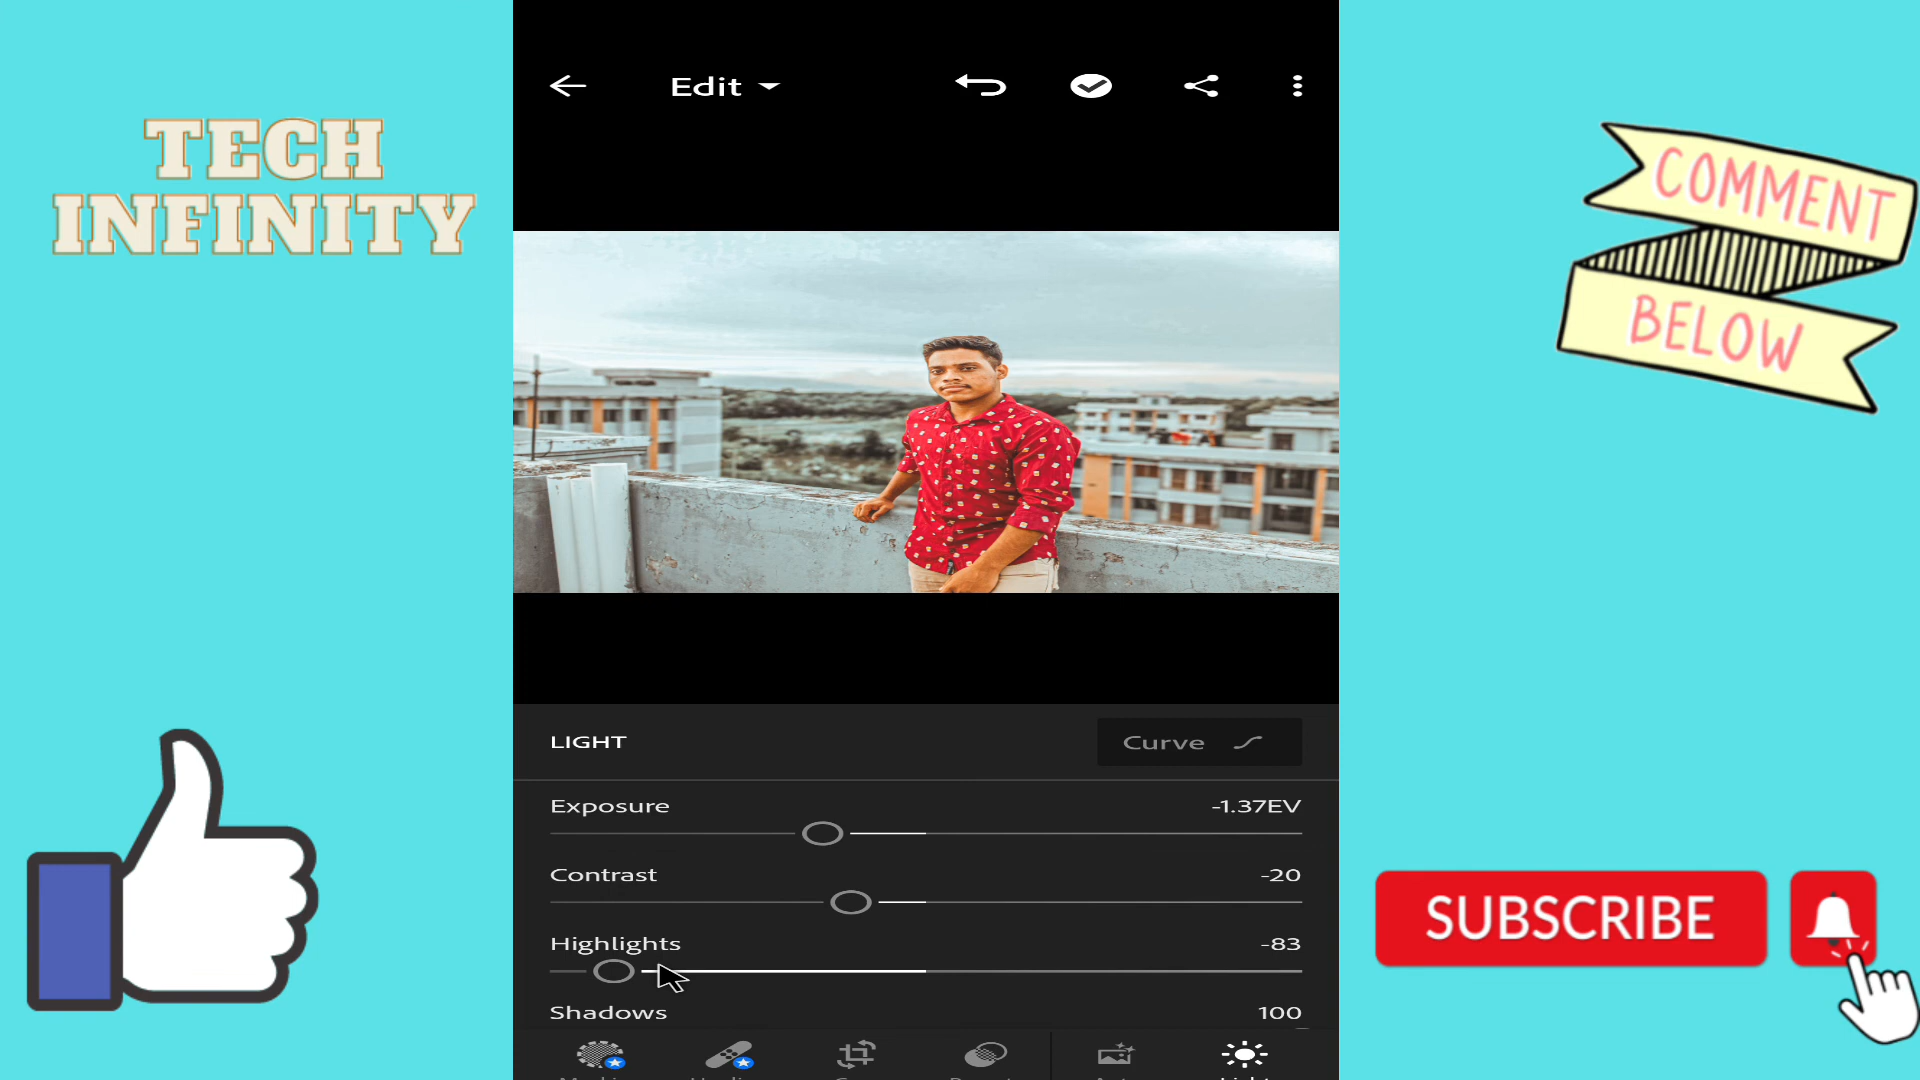 TECH
INFINITY
Edit
COMMENT
BELOW
LIGHT
Curve
Exposure -1.37EV
Contrast -20
Highlights -83
Shadows 100
SUBSCRIBE